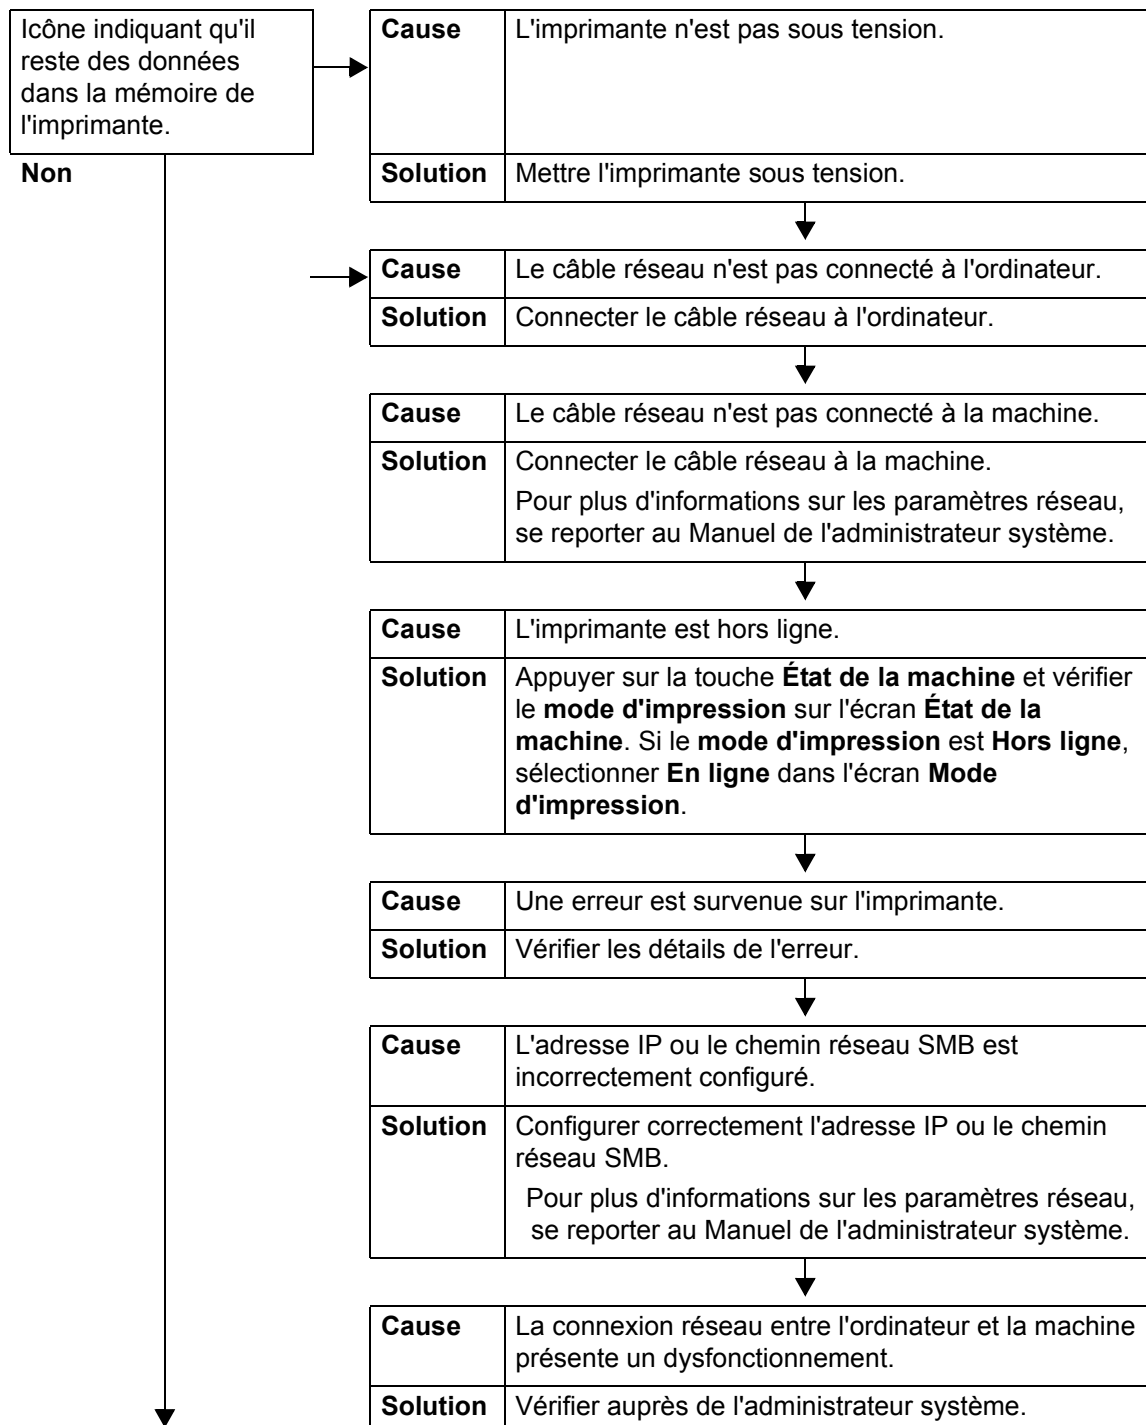 Icône indiquant qu'il
reste des données
dans la mémoire de
l'imprimante.
Non
Cause
L'imprimante n'est pas sous tension.
Solution
Mettre l'imprimante sous tension.
Cause
Le câble réseau n'est pas connecté à l'ordinateur.
Solution
Connecter le câble réseau à l'ordinateur.
Cause
Le câble réseau n'est pas connecté à la machine.
Solution
Connecter le câble réseau à la machine.
Pour plus d'informations sur les paramètres réseau,
se reporter au Manuel de l'administrateur système.
Cause
L'imprimante est hors ligne.
Solution
Appuyer sur la touche État de la machine et vérifier
le mode d'impression sur l'écran État de la
machine. Si le mode d'impression est Hors ligne,
sélectionner En ligne dans l'écran Mode
d'impression.
Cause
Une erreur est survenue sur l'imprimante.
Solution
Vérifier les détails de l'erreur.
Cause
L'adresse IP ou le chemin réseau SMB est
incorrectement configuré.
Solution
Configurer correctement l'adresse IP ou le chemin
réseau SMB.
Pour plus d'informations sur les paramètres réseau,
se reporter au Manuel de l'administrateur système.
Cause
La connexion réseau entre l'ordinateur et la machine
présente un dysfonctionnement.
Solution
Vérifier auprès de l'administrateur système.